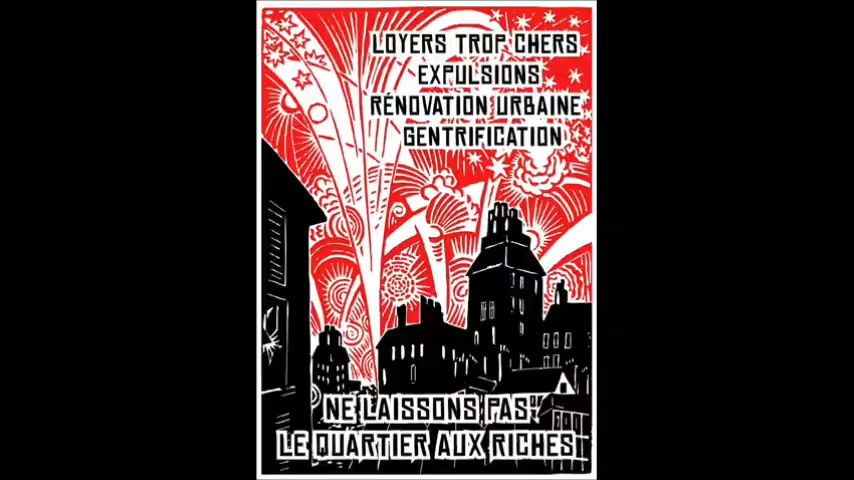 LOYERS TROP CHERS
EXPULSIONS
RÉNOVATION URBAINE
GENTRIFICATION
NE LAISSONS PAS
LE QUARTIER AUX RICHES